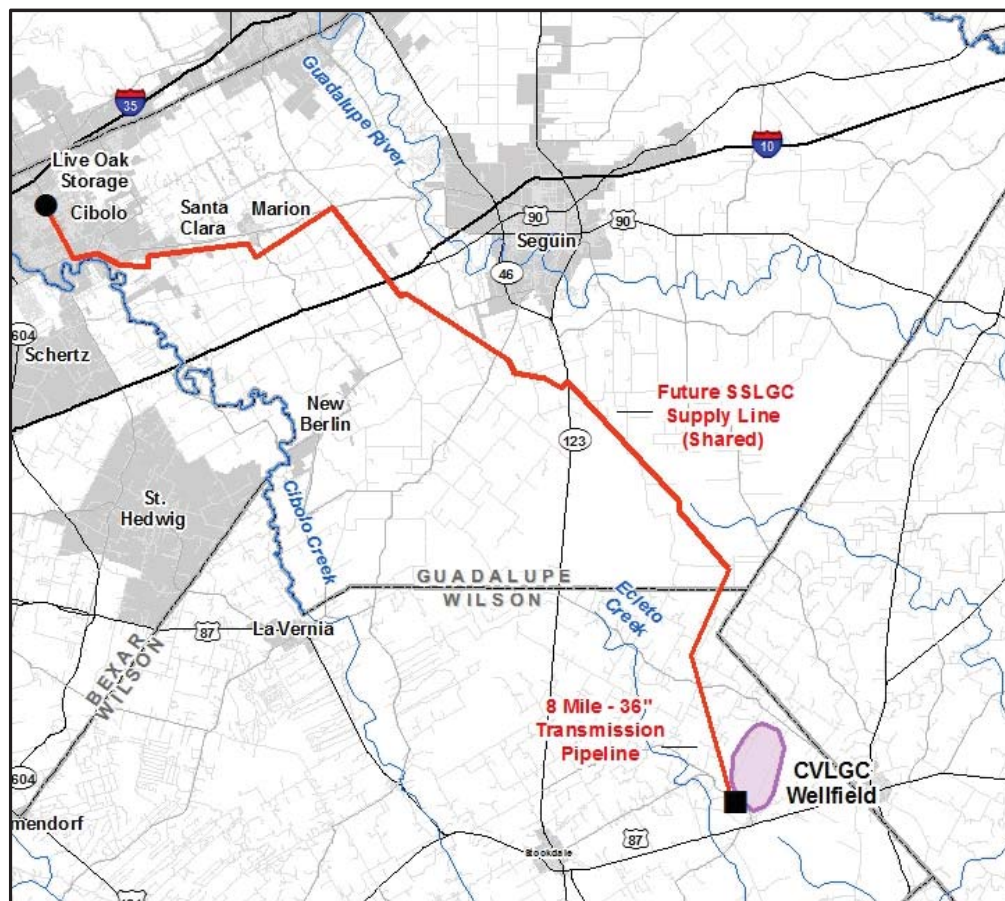 35
10
Guadalupe River
Live Oak
Storage
Cibolo
Santa
Clara
Marion
90
90
Seguin
46
604
Schertz
New
Berlin
Future SSLGC
Supply Line
(Shared)
123
St.
Hedwig
Cibolo Creek
GUADALUPE
WILSON
Ecleto
Creek
87
La Vernia
BEXAR
WILSON
8 Mile - 36"
Transmission
Pipeline
CVLGC
Wellfield
604
mendorf
87
Stockdale